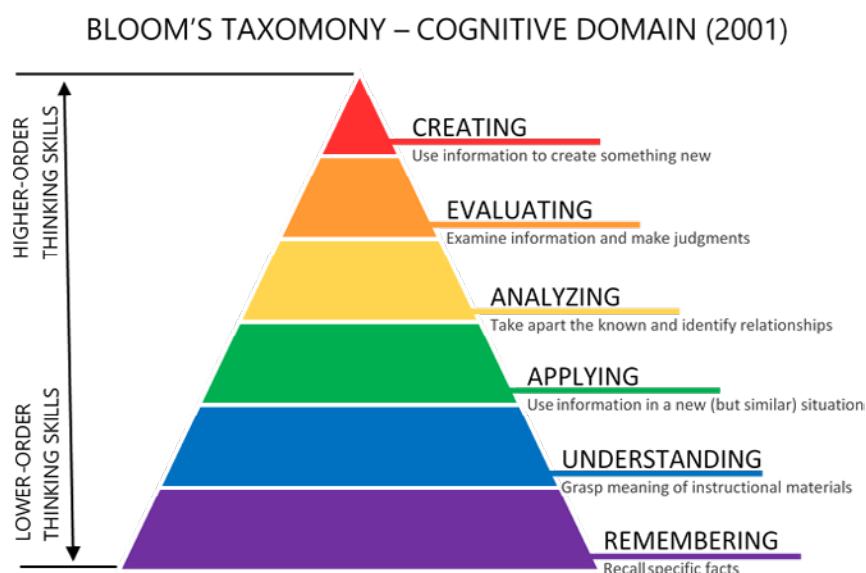 BLOOM'S TAXOMONY – COGNITIVE DOMAIN (2001)
HIGHER-ORDER
THINKING SKILLS
LOWER-ORDER
THINKING SKILLS
CREATING
Use information to create something new
EVALUATING
Examine information and make judgments
ANALYZING
Take apart the known and identify relationships
APPLYING
Use information in a new (but similar) situation
UNDERSTANDING
Grasp meaning of instructional materials
REMEMBERING
Recall specific facts